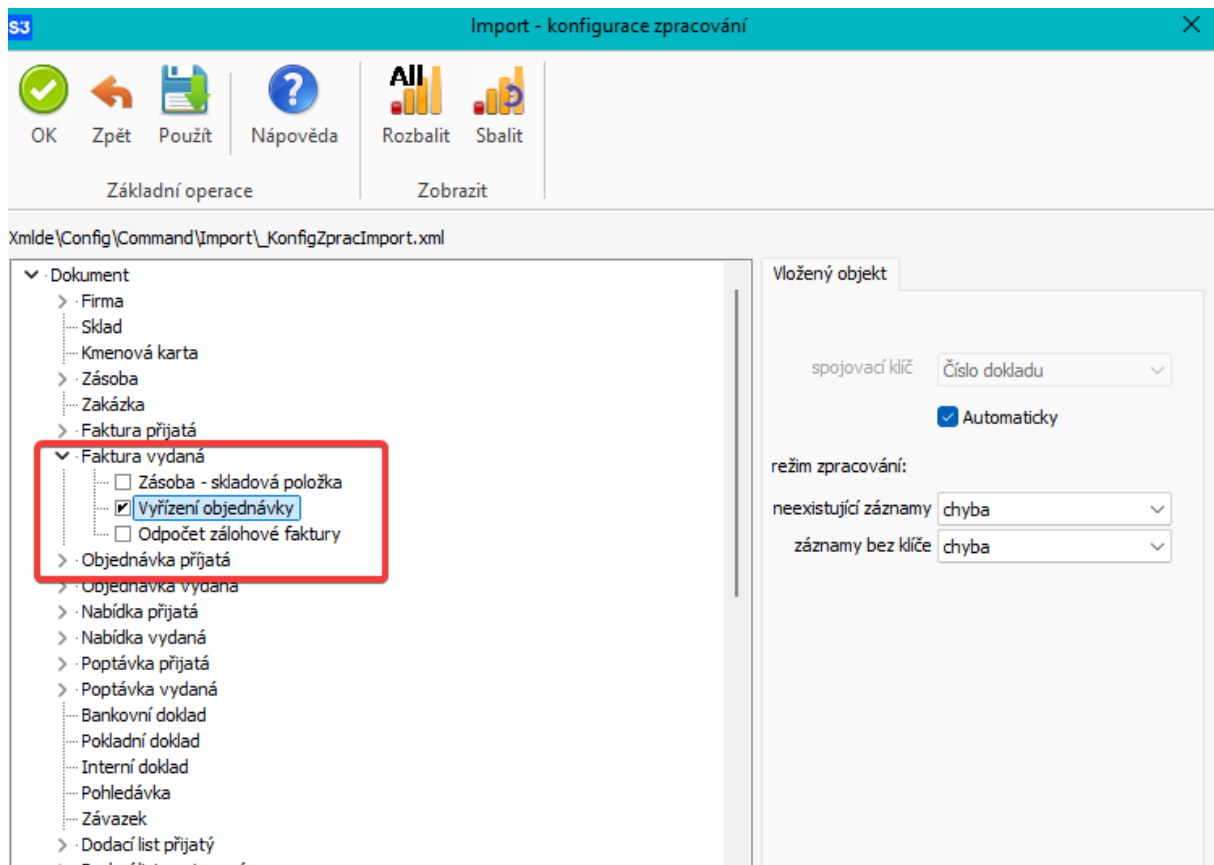 S3 Import - konfigurace zpracování
All
OK Zpět Použít Nápověda Rozbalit Sbalit
Základní operace Zobrazit
Xmlde\Config\Command\Import\_KonfigZpracImport.xml
Dokument
Firma
Sklad
Kmenová karta
Zásoba
Zakázka
Faktura přijatá
Faktura vydaná
Zásoba - skladová položka
Vyřízení objednávky
Odpočet zálohové faktury
Objednávka příjatá
Objednávka vydaná
Nabídka přijatá
Nabídka vydaná
Poptávka přijatá
Poptávka vydaná
Bankovní doklad
Pokladní doklad
Interní doklad
Pohledávka
Závazek
Dodací list přijatý
Vložený objekt
spojovací klíč Číslo dokladu
Automaticky
režim zpracování:
neexistující záznamy chyba
záznamy bez klíče chyba